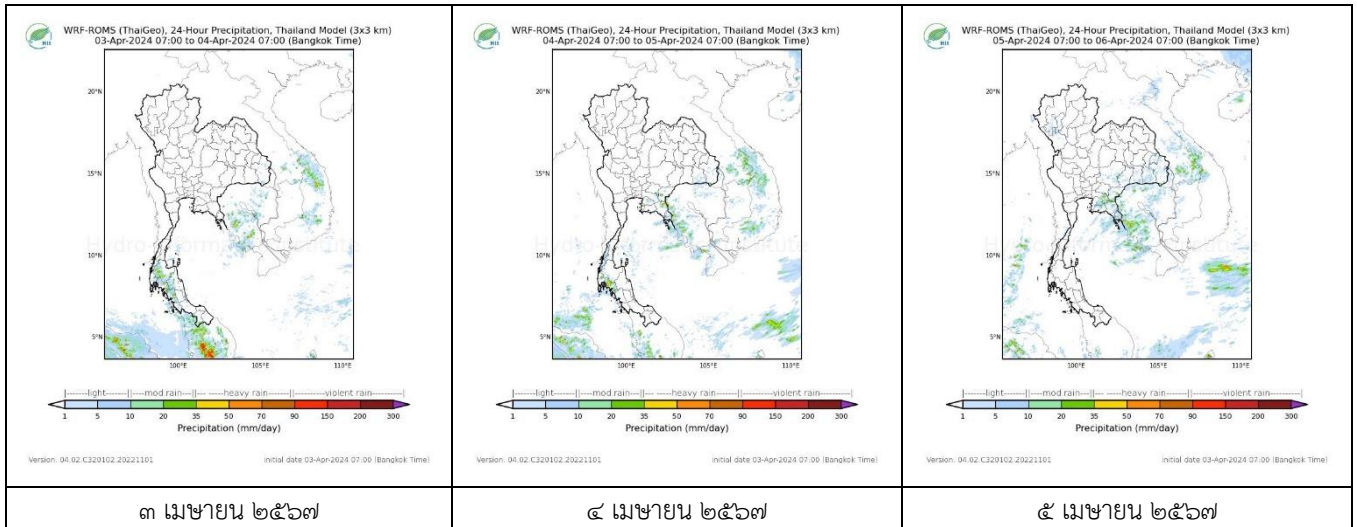 HII
WRF-ROMS (ThaiGeo), 24-Hour Precipitation, Thailand Model (3x3 km)
03-Apr-2024 07:00 to 04-Apr-2024 07:00 (Bangkok Time)
20°N
15°N
10°N
5°N
100°E
105°E
110°E
light
mod rain
heavy rain
violent rain
1 5 10 20 35 50 70 90 150 200 300
Precipitation (mm/day)
Version: 04.02.C320102.20221101
initial date 03-Apr-2024 07:00 (Bangkok Time)
๓ เมษายน ๒๕๖๗
HII
WRF-ROMS (ThaiGeo), 24-Hour Precipitation, Thailand Model (3x3 km)
04-Apr-2024 07:00 to 05-Apr-2024 07:00 (Bangkok Time)
20°N
15°N
10°N
5°N
100°E
105°E
110°E
light
mod rain
heavy rain
violent rain
1 5 10 20 35 50 70 90 150 200 300
Precipitation (mm/day)
Version: 04.02.C320102.20221101
initial date 03-Apr-2024 07:00 (Bangkok Time)
๔ เมษายน ๒๕๖๗
HII
WRF-ROMS (ThaiGeo), 24-Hour Precipitation, Thailand Model (3x3 km)
05-Apr-2024 07:00 to 06-Apr-2024 07:00 (Bangkok Time)
20°N
15°N
10°N
5°N
100°E
105°E
110°E
light
mod rain
heavy rain
violent rain
1 5 10 20 35 50 70 90 150 200 300
Precipitation (mm/day)
Version: 04.02.C320102.20221101
initial date 03-Apr-2024 07:00 (Bangkok Time)
๕ เมษายน ๒๕๖๗